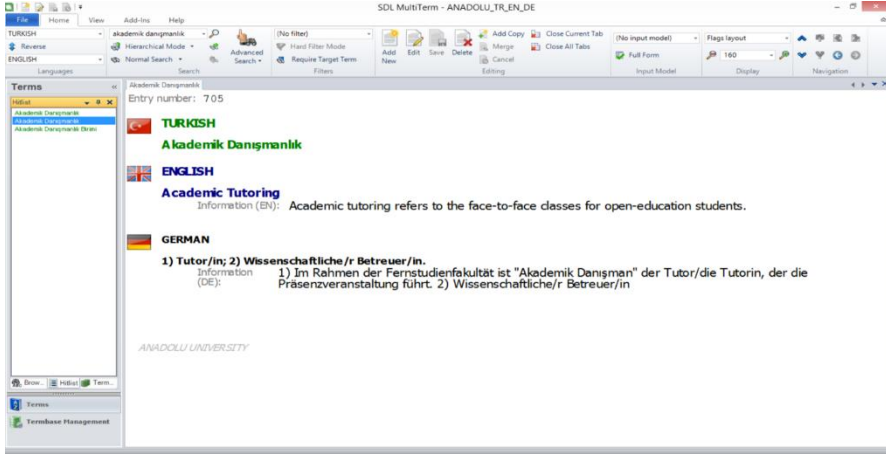 SDL MultiTerm - ANADOLU_TR_EN_DE
File Home View Add-Ins Help
TURKISH
Reverse
ENGLISH
Languages
akademik danışmanlık
Hierarchical Mode
Normal Search
Advanced Search
Search
(No filter)
Hard Filter Mode
Require Target Term
Filters
Add New
Edit
Save
Delete
Add Copy
Merge
Cancel
Close Current Tab
Close All Tabs
Editing
(No input model)
Full Form
Input Model
Flags layout
160
Display
Navigation
Terms
Hitlist
Akademik Danışmanlık
Akademik Danışmanlık
Akademik Danışmanlık Birimi
Brow...
Hitlist
Term...
Terms
Termbase Management
Akademik Danışmanlık
Entry number: 705
TURKISH
Akademik Danışmanlık
ENGLISH
Academic Tutoring
Information (EN): Academic tutoring refers to the face-to-face classes for open-education students.
GERMAN
1) Tutor/in; 2) Wissenschaftliche/r Betreuer/in.
Information (DE): 1) Im Rahmen der Fernstudienfakultät ist "Akademik Danışman" der Tutor/die Tutorin, der die
Präsenzveranstaltung führt. 2) Wissenschaftliche/r Betreuer/in
ANADOLU UNIVERSITY